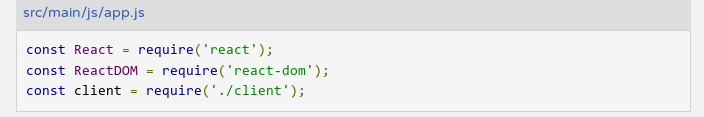 src/main/js/app.js
const React = require('react');
const ReactDOM = require('react-dom');
const client = require('./client');